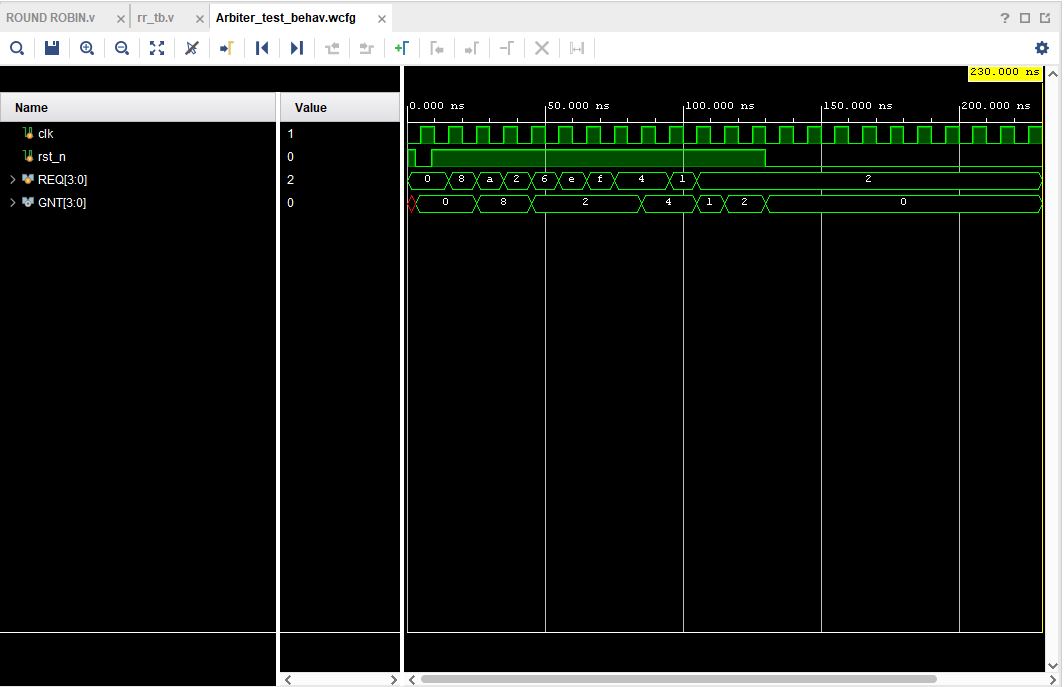 ROUND ROBIN.v × rr_tb.v × Arbiter_test_behav.wcfg × ?
230.000 ns
Name Value
0.000 ns 50.000 ns 100.000 ns 150.000 ns 200.000 ns
clk 1
rst_n 0
REQ[3:0] 2 0 8 a 2 6 e f 4 1 2
GNT[3:0] 0 0 8 2 4 1 2 0